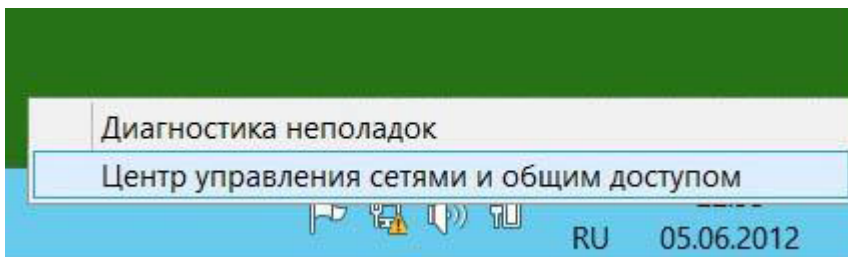 Диагностика неполадок
Центр управления сетями и общим доступом
RU 05.06.2012